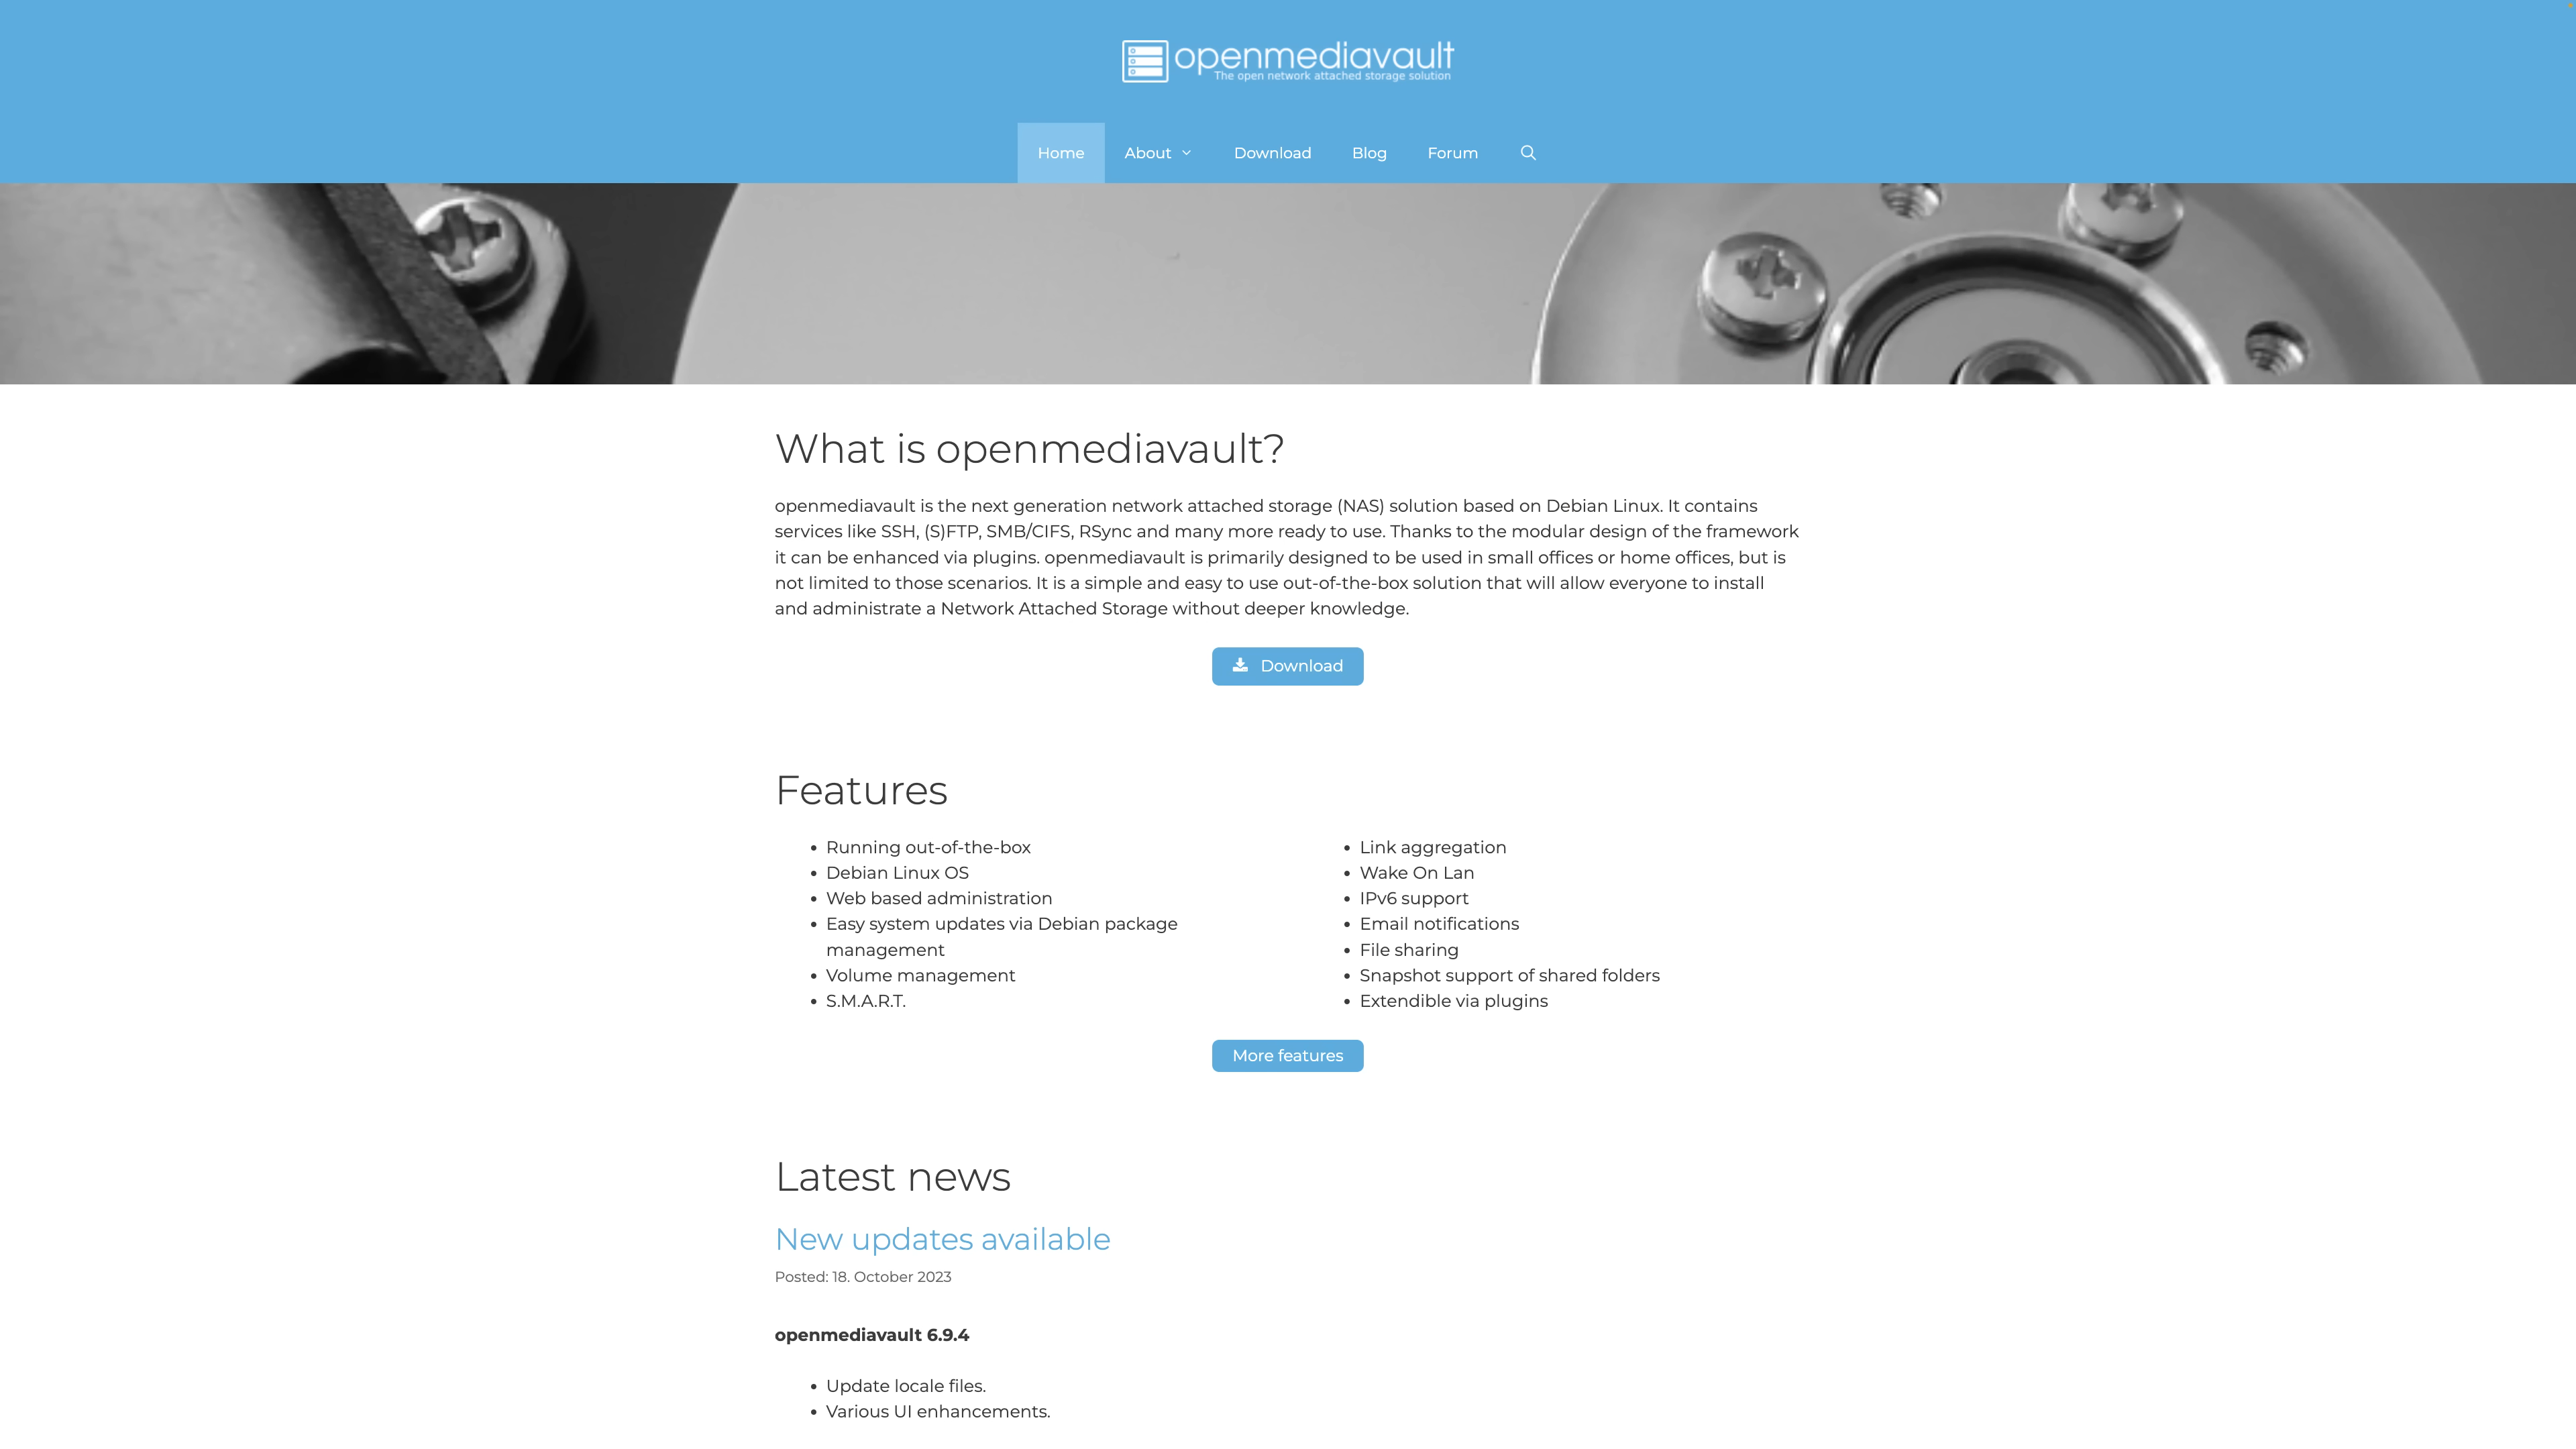 openmediavault
The open network attached storage solution
Home About Download Blog Forum
What is openmediavault?
openmediavault is the next generation network attached storage (NAS) solution based on Debian Linux. It contains
services like SSH, (S)FTP, SMB/CIFS, RSync and many more ready to use. Thanks to the modular design of the framework
it can be enhanced via plugins. openmediavault is primarily designed to be used in small offices or home offices, but is
not limited to those scenarios. It is a simple and easy to use out-of-the-box solution that will allow everyone to install
and administrate a Network Attached Storage without deeper knowledge.
Download
Features
• Running out-of-the-box
• Debian Linux OS
• Web based administration
• Easy system updates via Debian package
management
• Volume management
• S.M.A.R.T.
• Link aggregation
• Wake On Lan
• IPv6 support
• Email notifications
• File sharing
• Snapshot support of shared folders
• Extendible via plugins
More features
Latest news
New updates available
Posted: 18. October 2023
openmediavault 6.9.4
• Update locale files.
• Various UI enhancements.